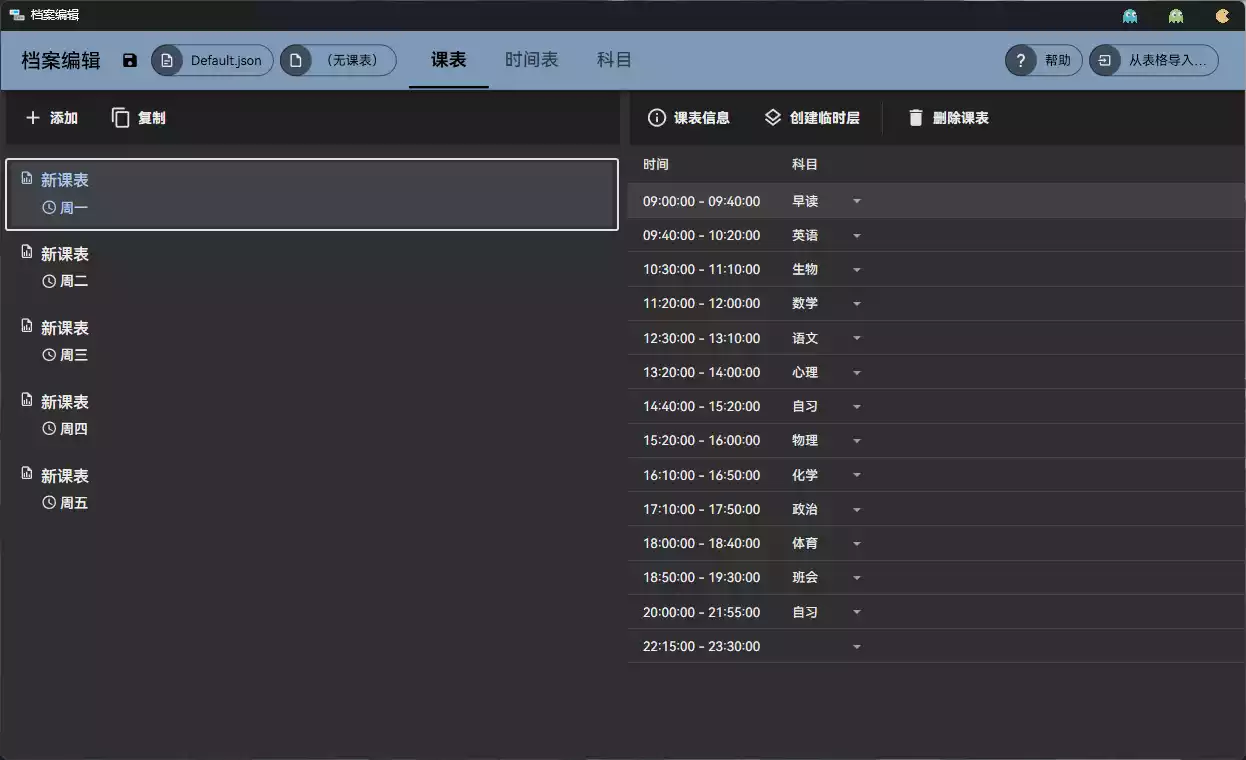 档案编辑
档案编辑 Default.json （无课表） 课表 时间表 科目 ? 帮助 从表格导入...
添加 复制 课表信息 创建临时层 删除课表
新课表
周一
新课表
周二
新课表
周三
新课表
周四
新课表
周五
时间 科目
09:00:00 - 09:40:00 早读
09:40:00 - 10:20:00 英语
10:30:00 - 11:10:00 生物
11:20:00 - 12:00:00 数学
12:30:00 - 13:10:00 语文
13:20:00 - 14:00:00 心理
14:40:00 - 15:20:00 自习
15:20:00 - 16:00:00 物理
16:10:00 - 16:50:00 化学
17:10:00 - 17:50:00 政治
18:00:00 - 18:40:00 体育
18:50:00 - 19:30:00 班会
20:00:00 - 21:55:00 自习
22:15:00 - 23:30:00